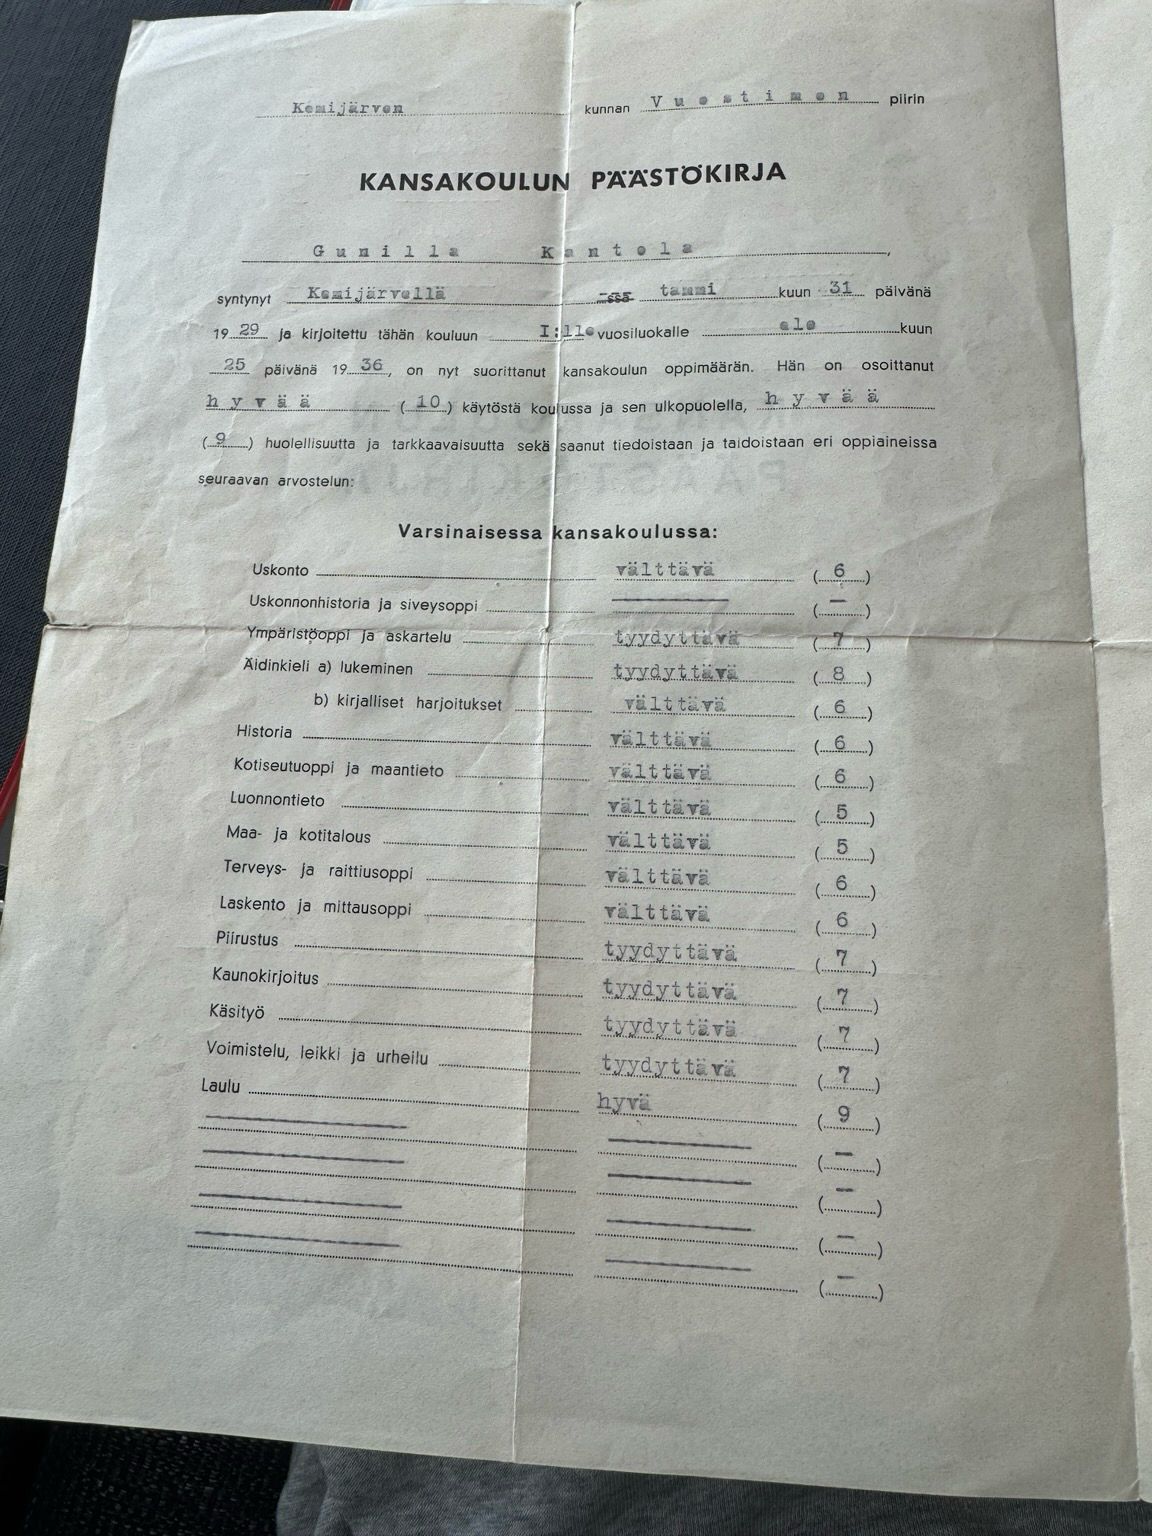 Kemijärven kunnan Vuostimon piirin
KANSAKOULUN PÄÄSTÖKIRJA
Gunilla Kantola,
syntynyt Kemijärvellä -ssä tammi kuun 31 päivänä
1929 ja kirjoitettu tähän kouluun I:lle vuosiluokalle elo kuun
25 päivänä 1936, on nyt suorittanut kansakoulun oppimäärän. Hän on osoittanut
hyvää (10) käytöstä koulussa ja sen ulkopuolella, hyvää
(9) huolellisuutta ja tarkkaavaisuutta sekä saanut tiedoistaan ja taidoistaan eri oppiaineissa
seuraavan arvostelun:
Varsinaisessa kansakoulussa:
Uskonto välttävä (6)
Uskonnonhistoria ja siveysoppi — (—)
Ympäristöoppi ja askartelu tyydyttävä (7)
Äidinkieli a) lukeminen tyydyttävä (8)
b) kirjalliset harjoitukset välttävä (6)
Historia välttävä (6)
Kotiseutuoppi ja maantieto välttävä (6)
Luonnontieto välttävä (5)
Maa- ja kotitalous välttävä (5)
Terveys- ja raittiusoppi välttävä (6)
Laskento ja mittausoppi välttävä (6)
Piirustus tyydyttävä (7)
Kaunokirjoitus tyydyttävä (7)
Käsityö tyydyttävä (7)
Voimistelu, leikki ja urheilu tyydyttävä (7)
Laulu hyvä (9)
— — (—)
— — (—)
— — (—)
— — (—)